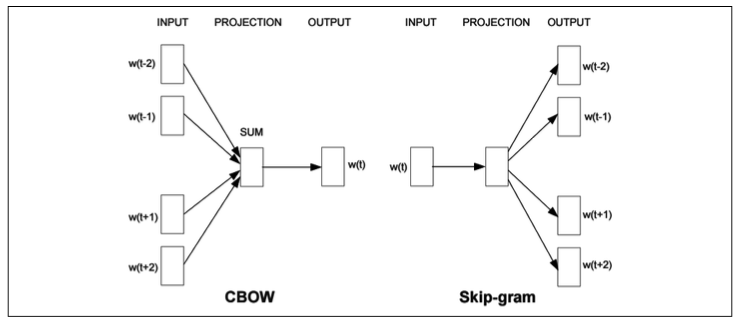 INPUT PROJECTION OUTPUT
w(t-2)
w(t-1)
SUM
w(t)
w(t+1)
w(t+2)
CBOW
INPUT PROJECTION OUTPUT
w(t-2)
w(t-1)
w(t)
w(t+1)
w(t+2)
Skip-gram